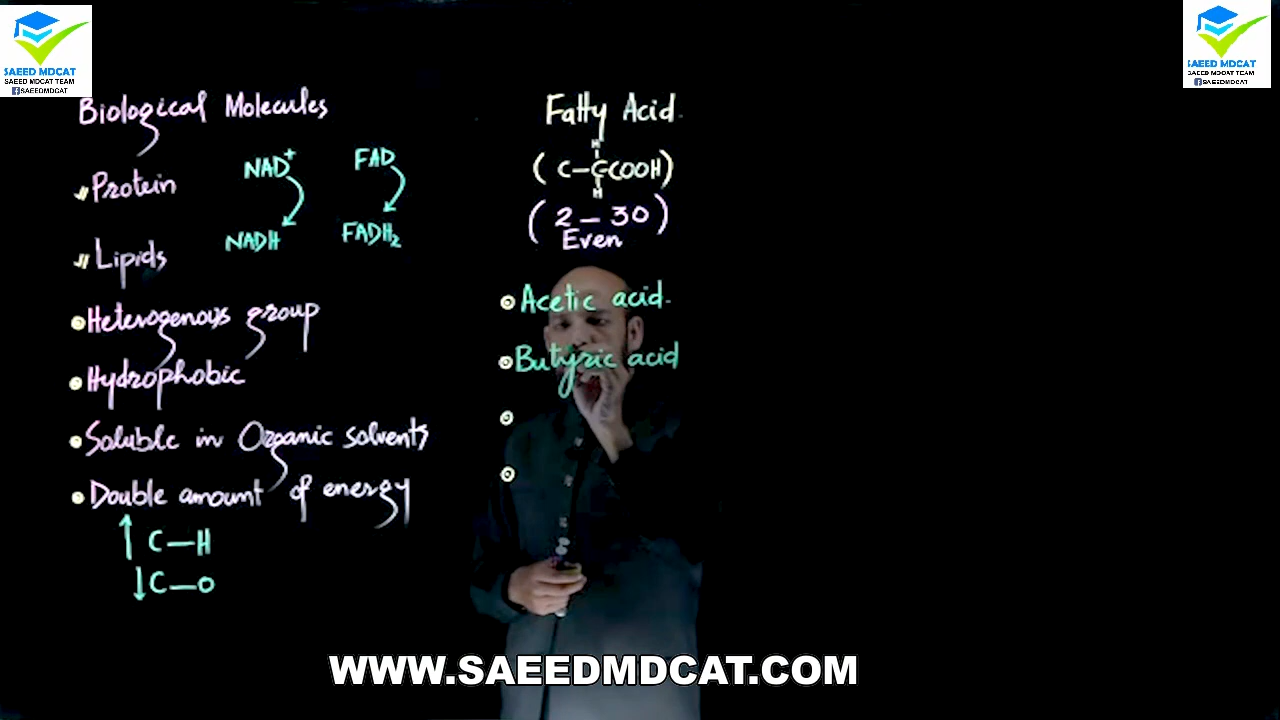 SAEED MDCAT
SAEED MDCAT TEAM
SAEEDMDCAT
SAEED MDCAT
SAEED MDCAT TEAM
SAEEDMDCAT
Biological Molecules
Protein
NAD+ FAD
NADH FADH2
Lipids
Heterogenous group
Hydrophobic
Soluble in Organic solvents
Double amount of energy
↑ C—H
↓ C—O
Fatty Acid
H
(C—C—COOH)
H
(2 — 30)
Even
Acetic acid
Butyric acid
WWW.SAEEDMDCAT.COM